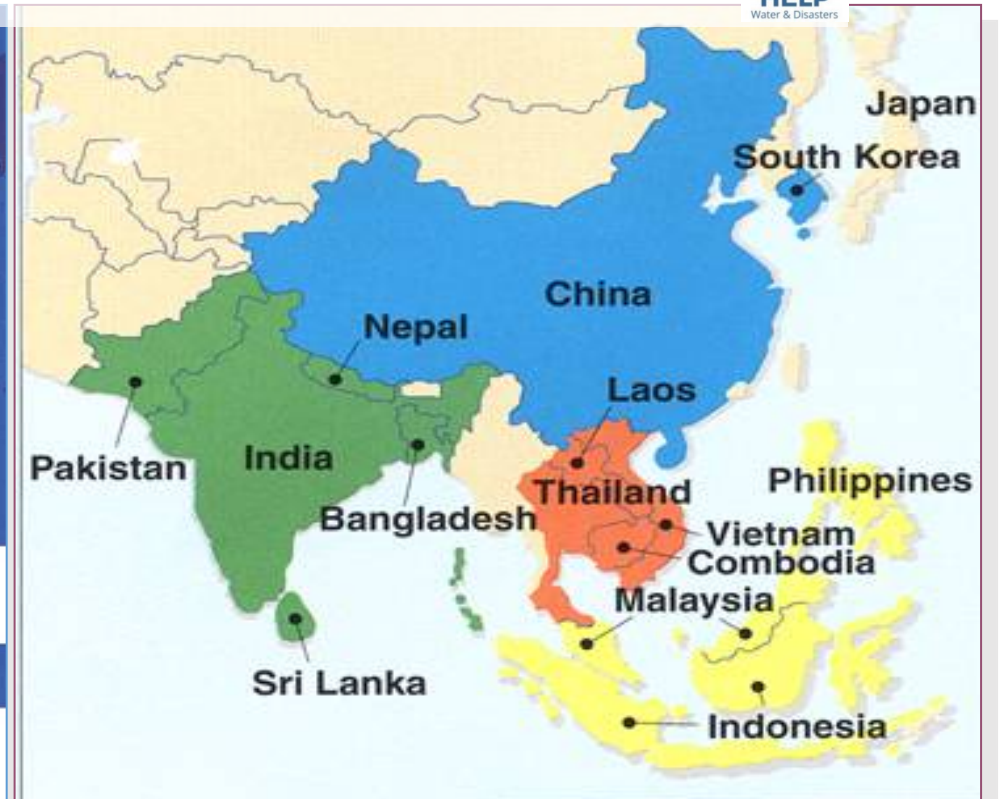 HELP
Water & Disasters
Japan
South Korea
China
Nepal
Laos
Pakistan
India
Thailand
Philippines
Bangladesh
Vietnam
Combodia
Malaysia
Sri Lanka
Indonesia